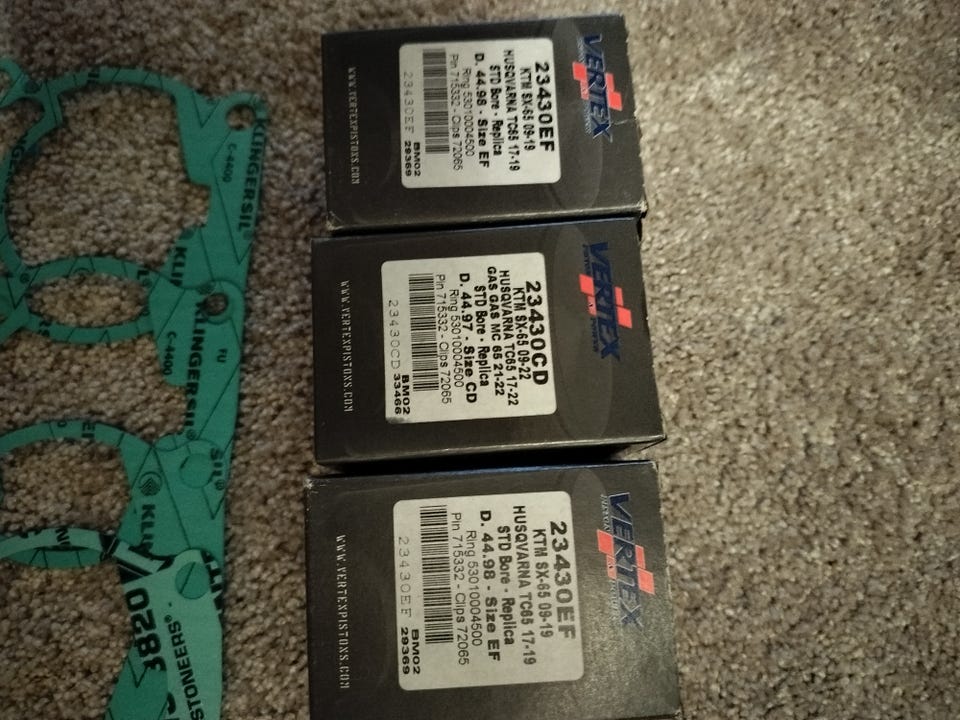 VERTEX
23430EF
KTM SX-65 09-19
HUSQVARNA TC65 17-19
STD Bore - Replica
D. 44.98 - Size EF
Ring 53010004500
Pin 715332 - Clips 72065
BM02
23430EF 29369
WWW.VERTEXPISTONS.COM
VERTEX
23430CD
KTM SX-65 09-22
HUSQVARNA TC65 17-22
GAS GAS MC 65 21-22
STD Bore - Replica
D. 44.97 - Size CD
Ring 53010004500
Pin 715332 - Clips 72065
BM02
23430CD 33466
WWW.VERTEXPISTONS.COM
VERTEX
23430EF
KTM SX-65 09-19
HUSQVARNA TC65 17-19
STD Bore - Replica
D. 44.98 - Size EF
Ring 53010004500
Pin 715332 - Clips 72065
BM02
23430EF 29369
WWW.VERTEXPISTONS.COM
KLINGERSIL
C-4400
KLINGERSIL
C-4400